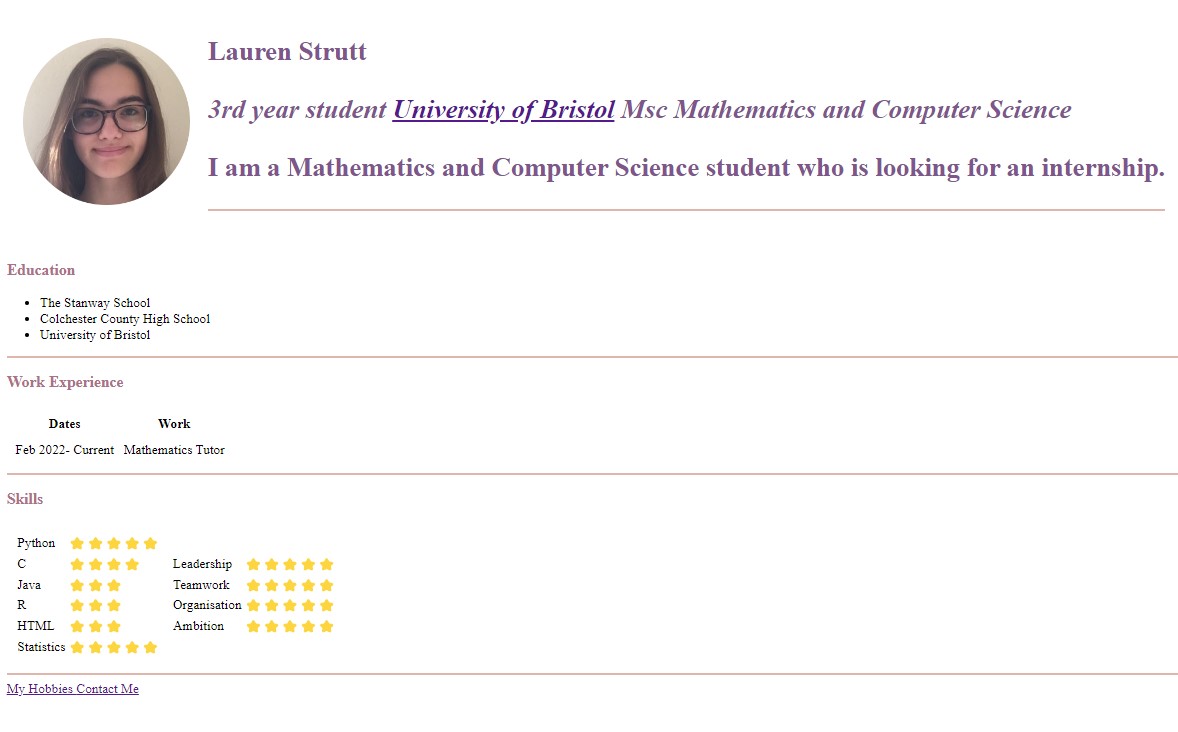 Lauren Strutt
3rd year student University of Bristol Msc Mathematics and Computer Science
I am a Mathematics and Computer Science student who is looking for an internship.
Education
The Stanway School
Colchester County High School
University of Bristol
Work Experience
Dates Work
Feb 2022- Current Mathematics Tutor
Skills
Python
C Leadership
Java Teamwork
R Organisation
HTML Ambition
Statistics
My Hobbies Contact Me